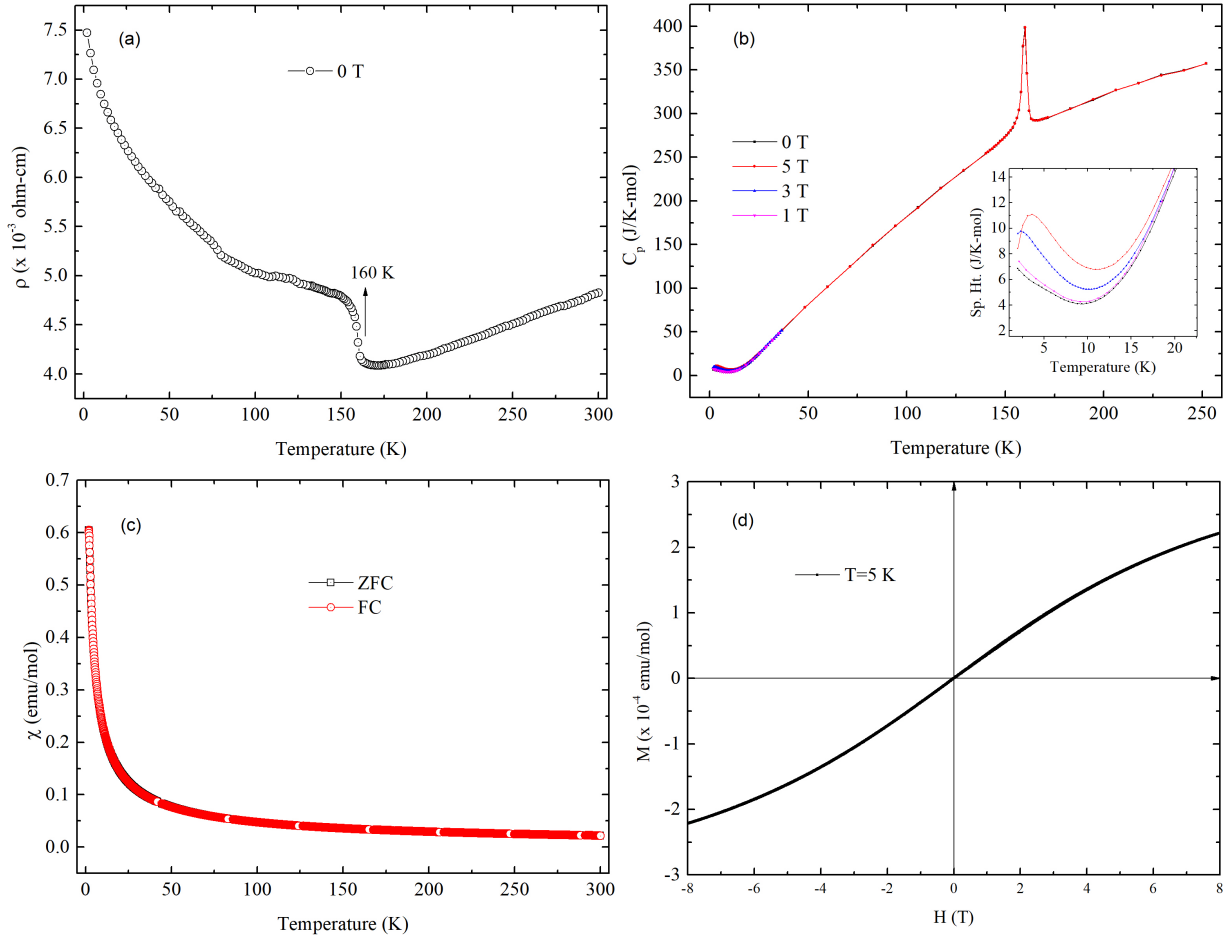 (a)
0 T
160 K
7.5
7.0
6.5
6.0
5.5
5.0
4.5
4.0
ρ (x 10⁻³ ohm-cm)
0 50 100 150 200 250 300
Temperature (K)
(b)
400
350
300
250
200
150
100
50
0
C_p (J/K-mol)
0 T
5 T
3 T
1 T
14
12
10
8
6
4
2
Sp. Ht. (J/K-mol)
5 10 15 20
Temperature (K)
0 50 100 150 200 250
Temperature (K)
(c)
ZFC
FC
0.7
0.6
0.5
0.4
0.3
0.2
0.1
0.0
χ (emu/mol)
0 50 100 150 200 250 300
Temperature (K)
(d)
T=5 K
3
2
1
0
-1
-2
-3
M (x 10⁻⁴ emu/mol)
-8 -6 -4 -2 0 2 4 6 8
H (T)